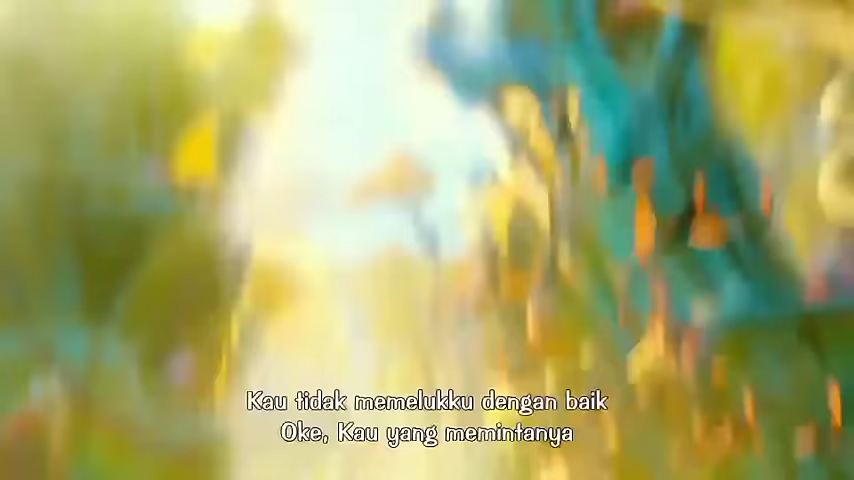 Kau tidak memelukku dengan baik
Oke, Kau yang memintanya